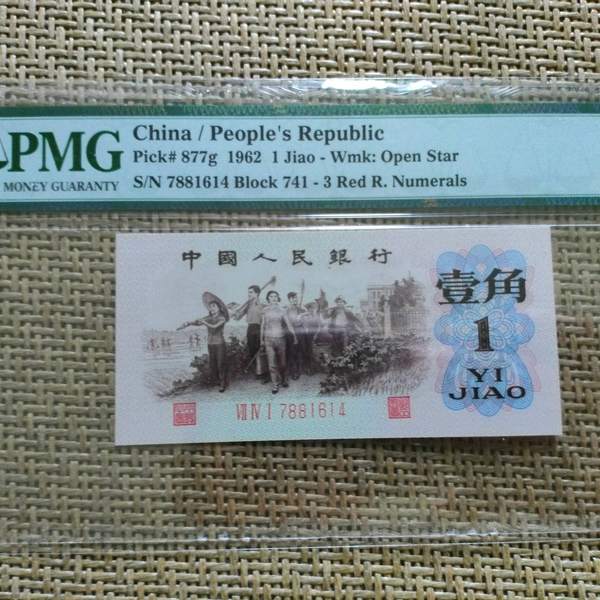 PMG
MONEY GUARANTY
China / People's Republic
Pick# 877g 1962 1 Jiao - Wmk: Open Star
S/N 7881614 Block 741 - 3 Red R. Numerals
中國人民銀行
壹角
1
YI
JIAO
VII IV I 7881614